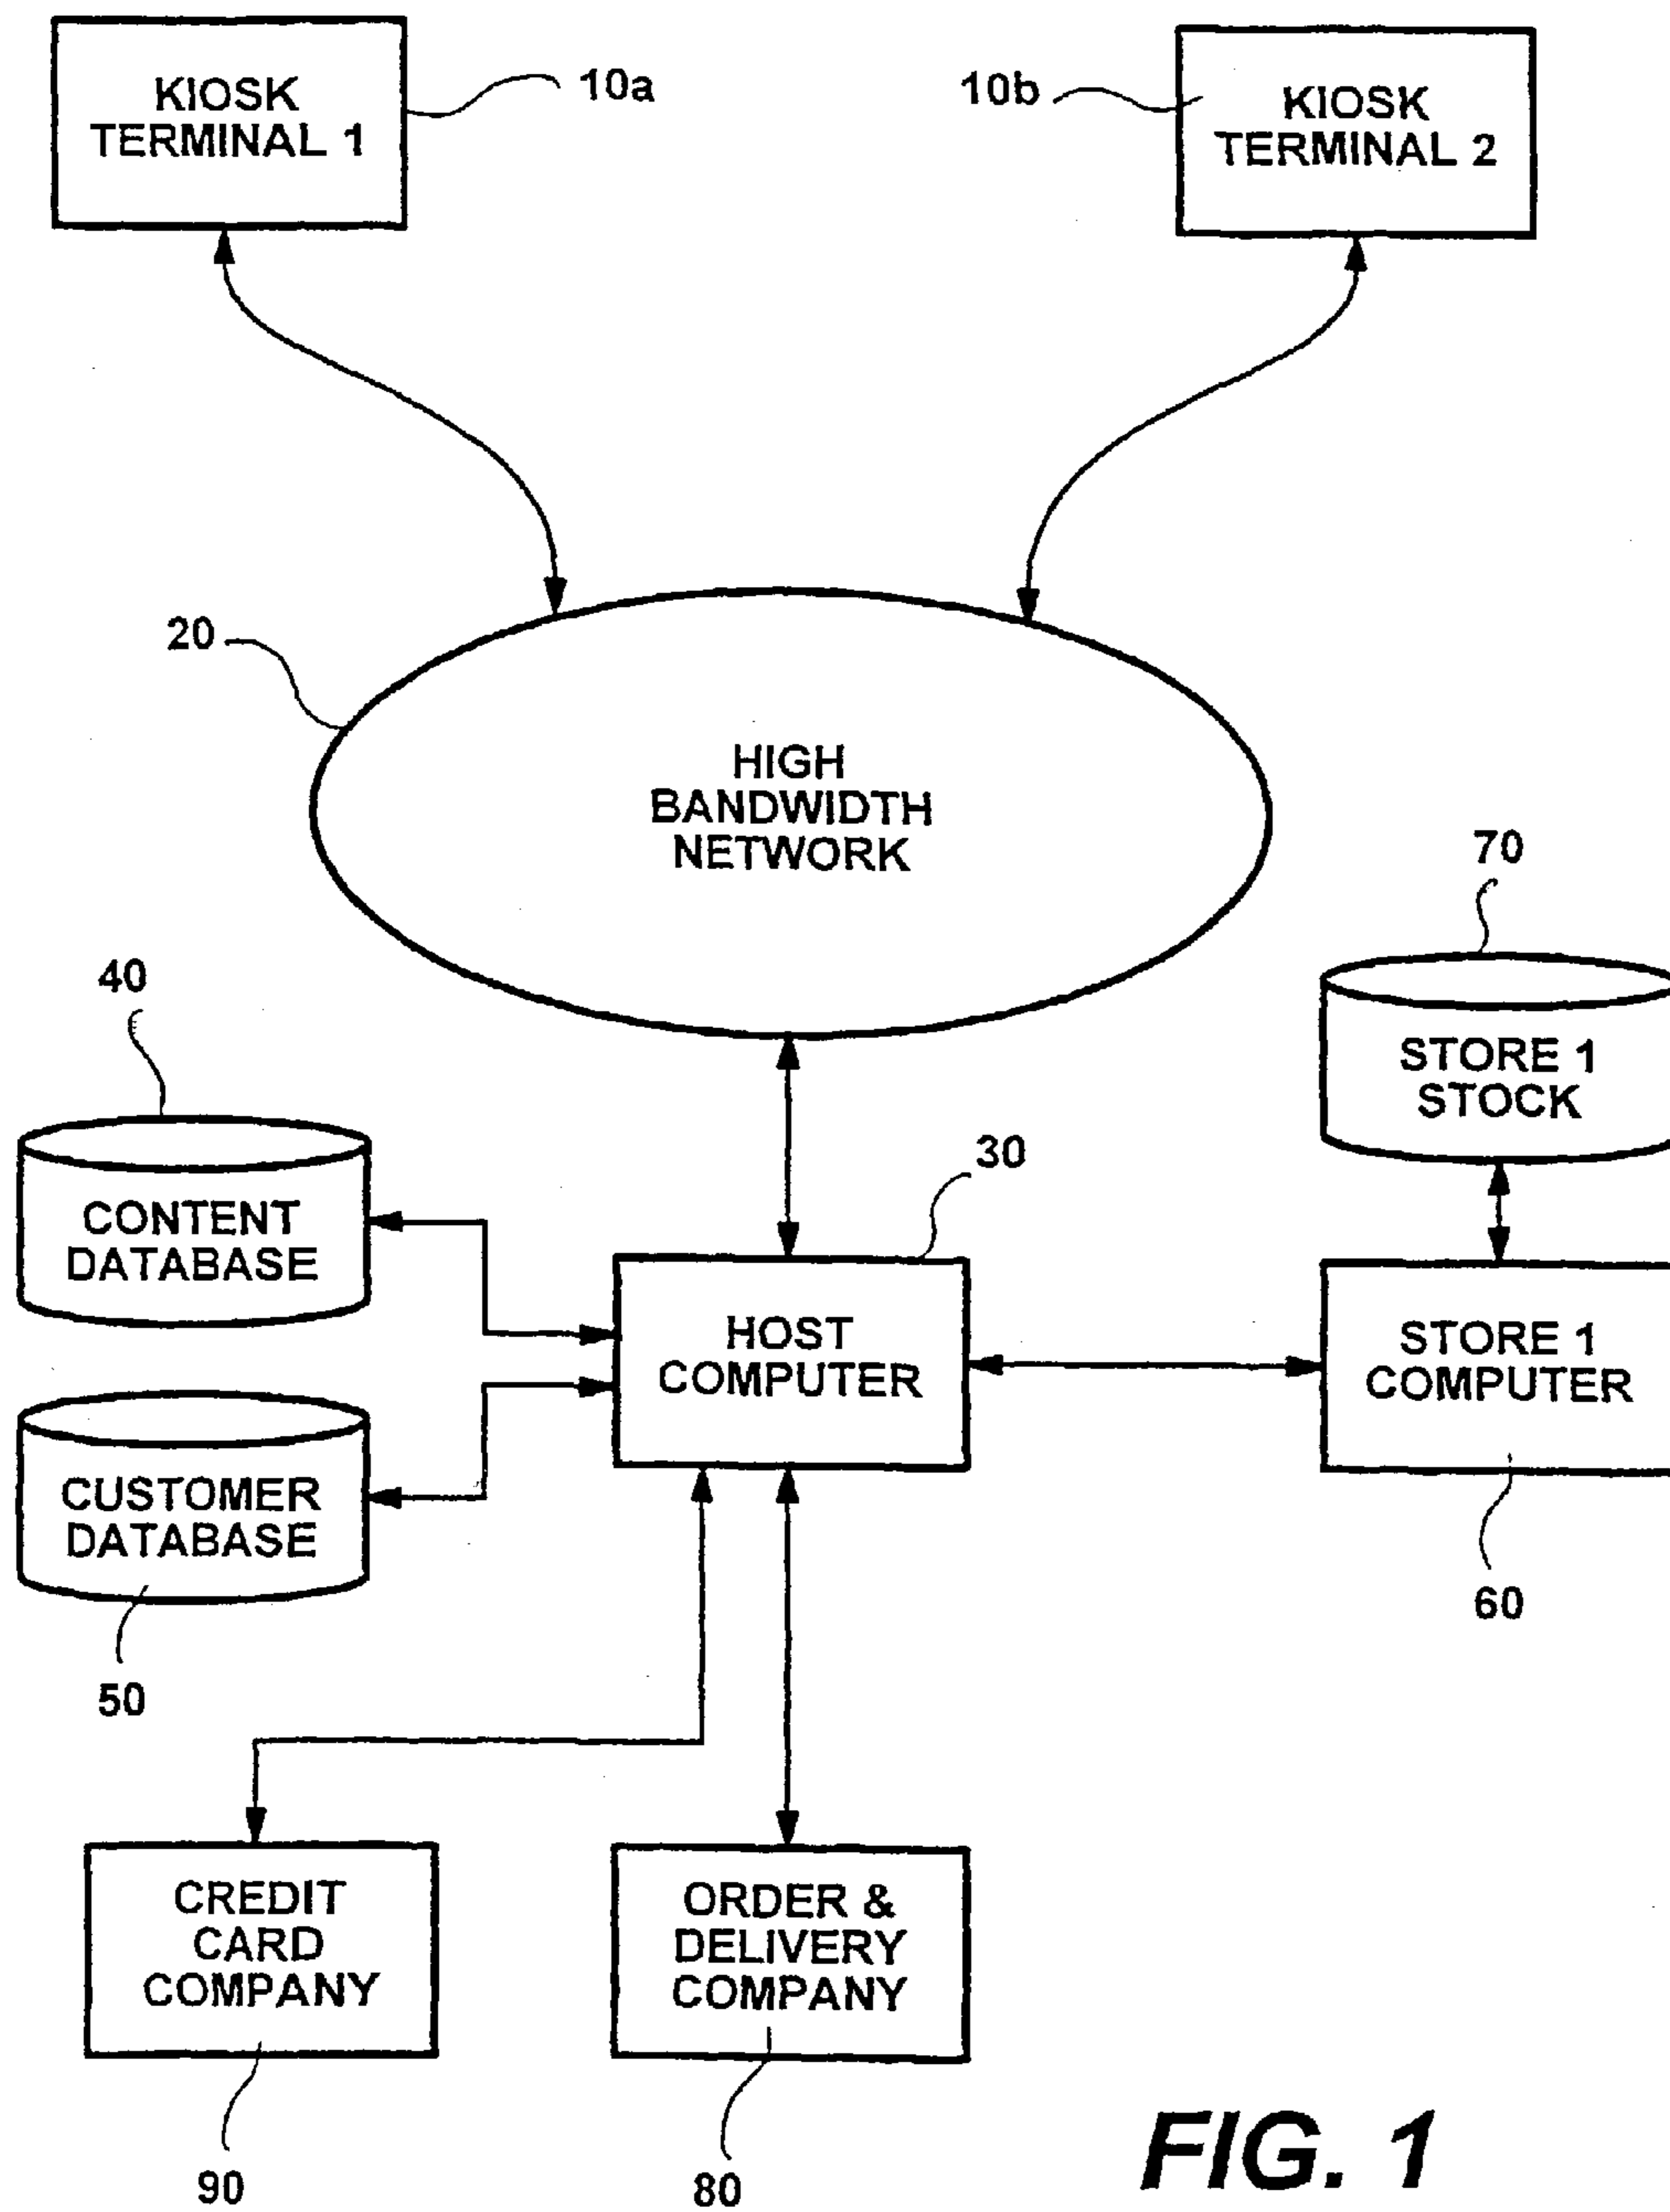 KIOSK
TERMINAL 1
10a
10b
KIOSK
TERMINAL 2
20
HIGH
BANDWIDTH
NETWORK
70
STORE 1
STOCK
40
CONTENT
DATABASE
30
HOST
COMPUTER
STORE 1
COMPUTER
60
CUSTOMER
DATABASE
50
CREDIT
CARD
COMPANY
90
ORDER &
DELIVERY
COMPANY
80
FIG. 1